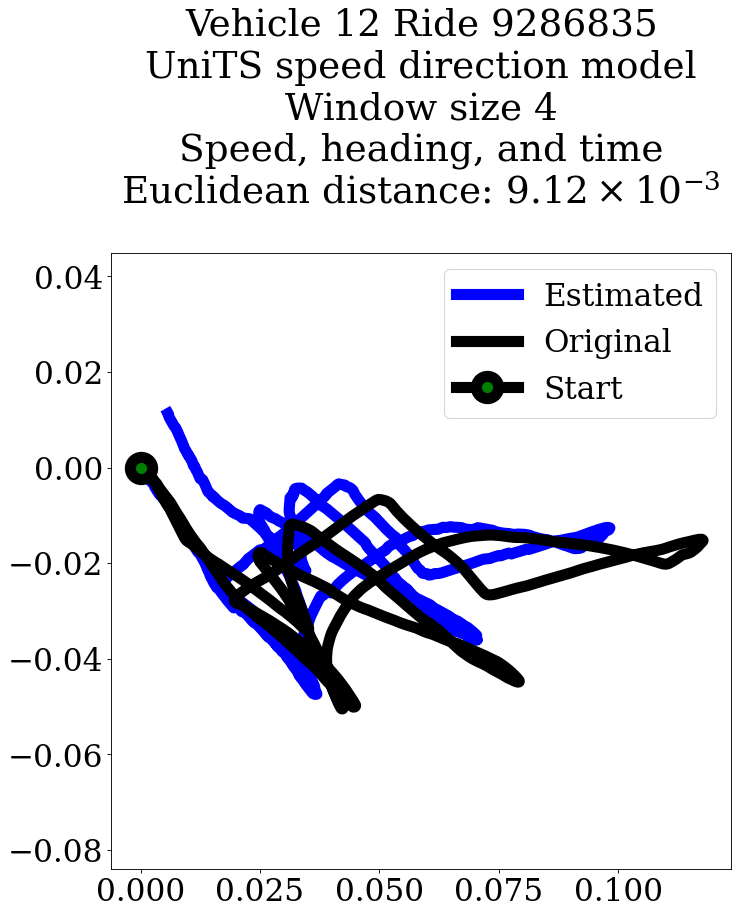 Vehicle 12 Ride 9286835
UniTS speed direction model
Window size 4
Speed, heading, and time
Euclidean distance: 9.12 × 10⁻³
Estimated
Original
Start
0.04
0.02
0.00
−0.02
−0.04
−0.06
−0.08
0.000 0.025 0.050 0.075 0.100